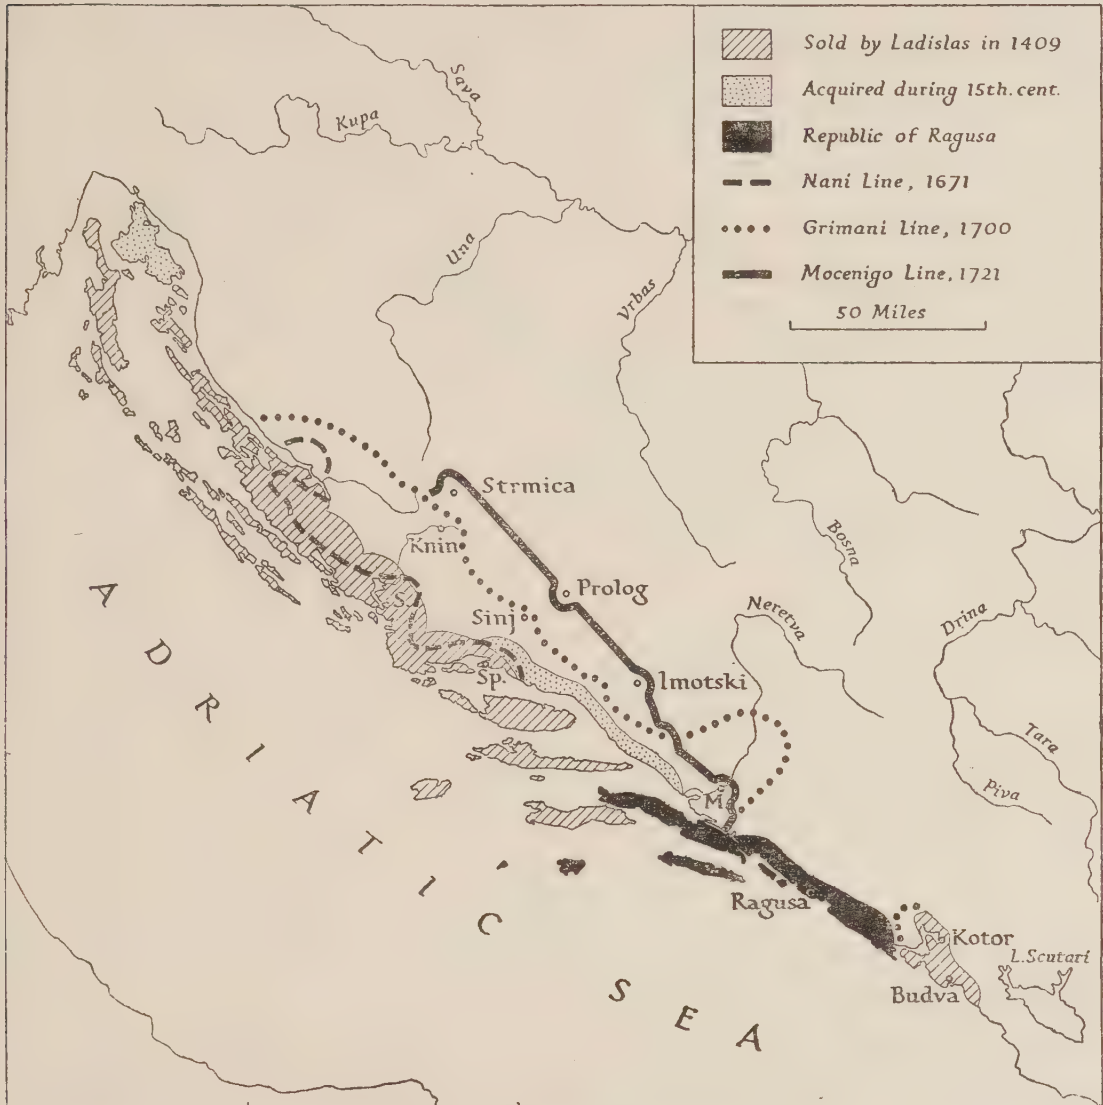 Sold by Ladislas in 1409
Acquired during 15th. cent.
Republic of Ragusa
Nani Line, 1671
Grimani Line, 1700
Mocenigo Line, 1721
50 Miles
Sava
Kupa
Una
Vrbas
Strmica
Knin
Bosna
Prolog
S.
Sinj
Neretva
Drina
Sp.
Imotski
Tara
Piva
M.
Ragusa
Kotor
L. Scutari
Budva
ADRIATIC
SEA